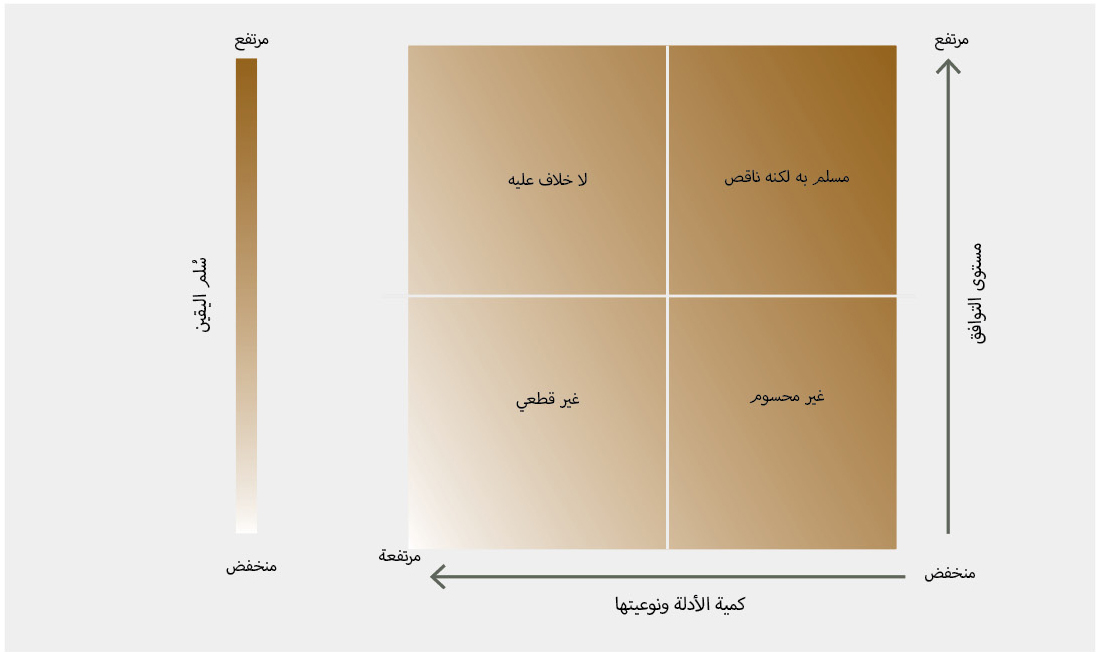 مرتفع
مرتفع
مسلم به لكنه ناقص
لا خلاف عليه
مستوى التوافق
سُلم اليقين
غير محسوم
غير قطعي
مرتفعة
منخفض
منخفض
كمية الأدلة ونوعيتها